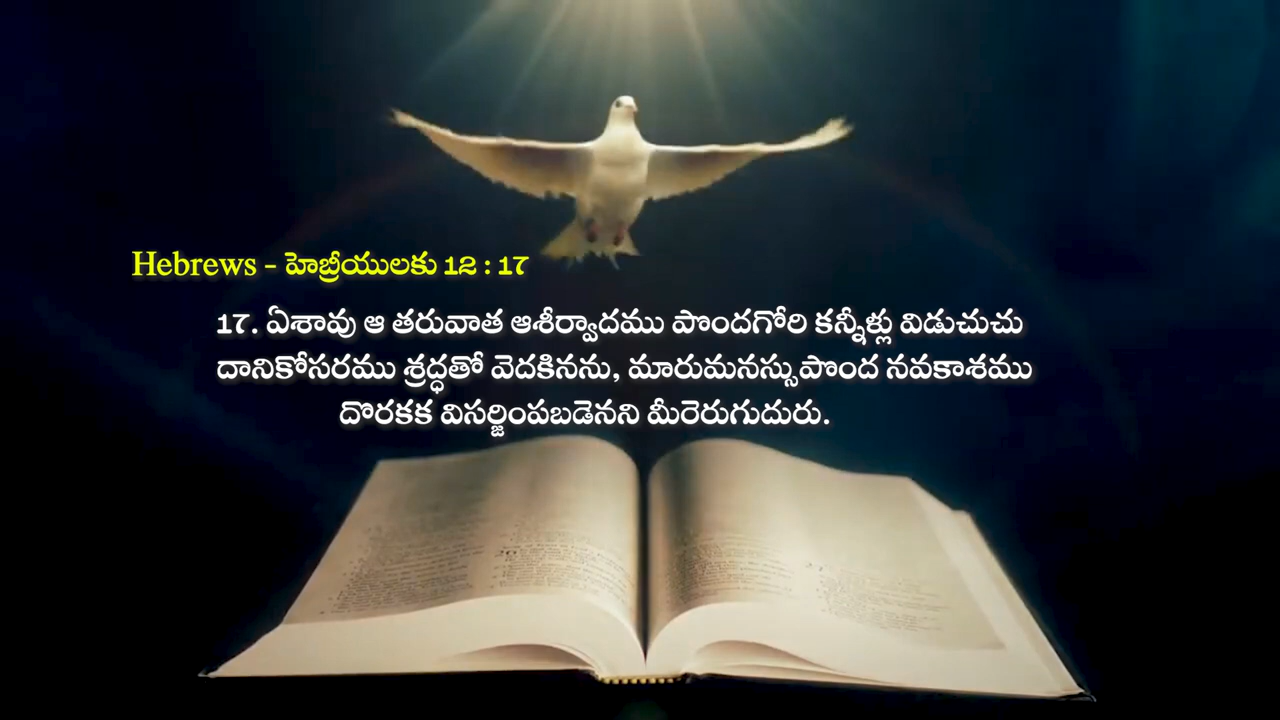 Hebrews - హెబ్రీయులకు 12 : 17
17. ఏశావు ఆ తరువాత ఆశీర్వాదము పొందగోరి కన్నీళ్లు విడుచుచు
దానికోసరము శ్రద్ధతో వెదకినను, మారుమనస్సుపొంద నవకాశము
దొరకక విసర్జింపబడెనని మీరెరుగుదురు.